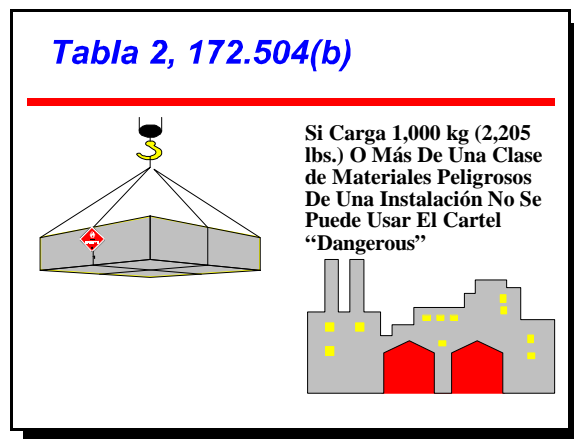 Tabla 2, 172.504(b)
Si Carga 1,000 kg (2,205
lbs.) O Más De Una Clase
de Materiales Peligrosos
De Una Instalación No Se
Puede Usar El Cartel
“Dangerous”